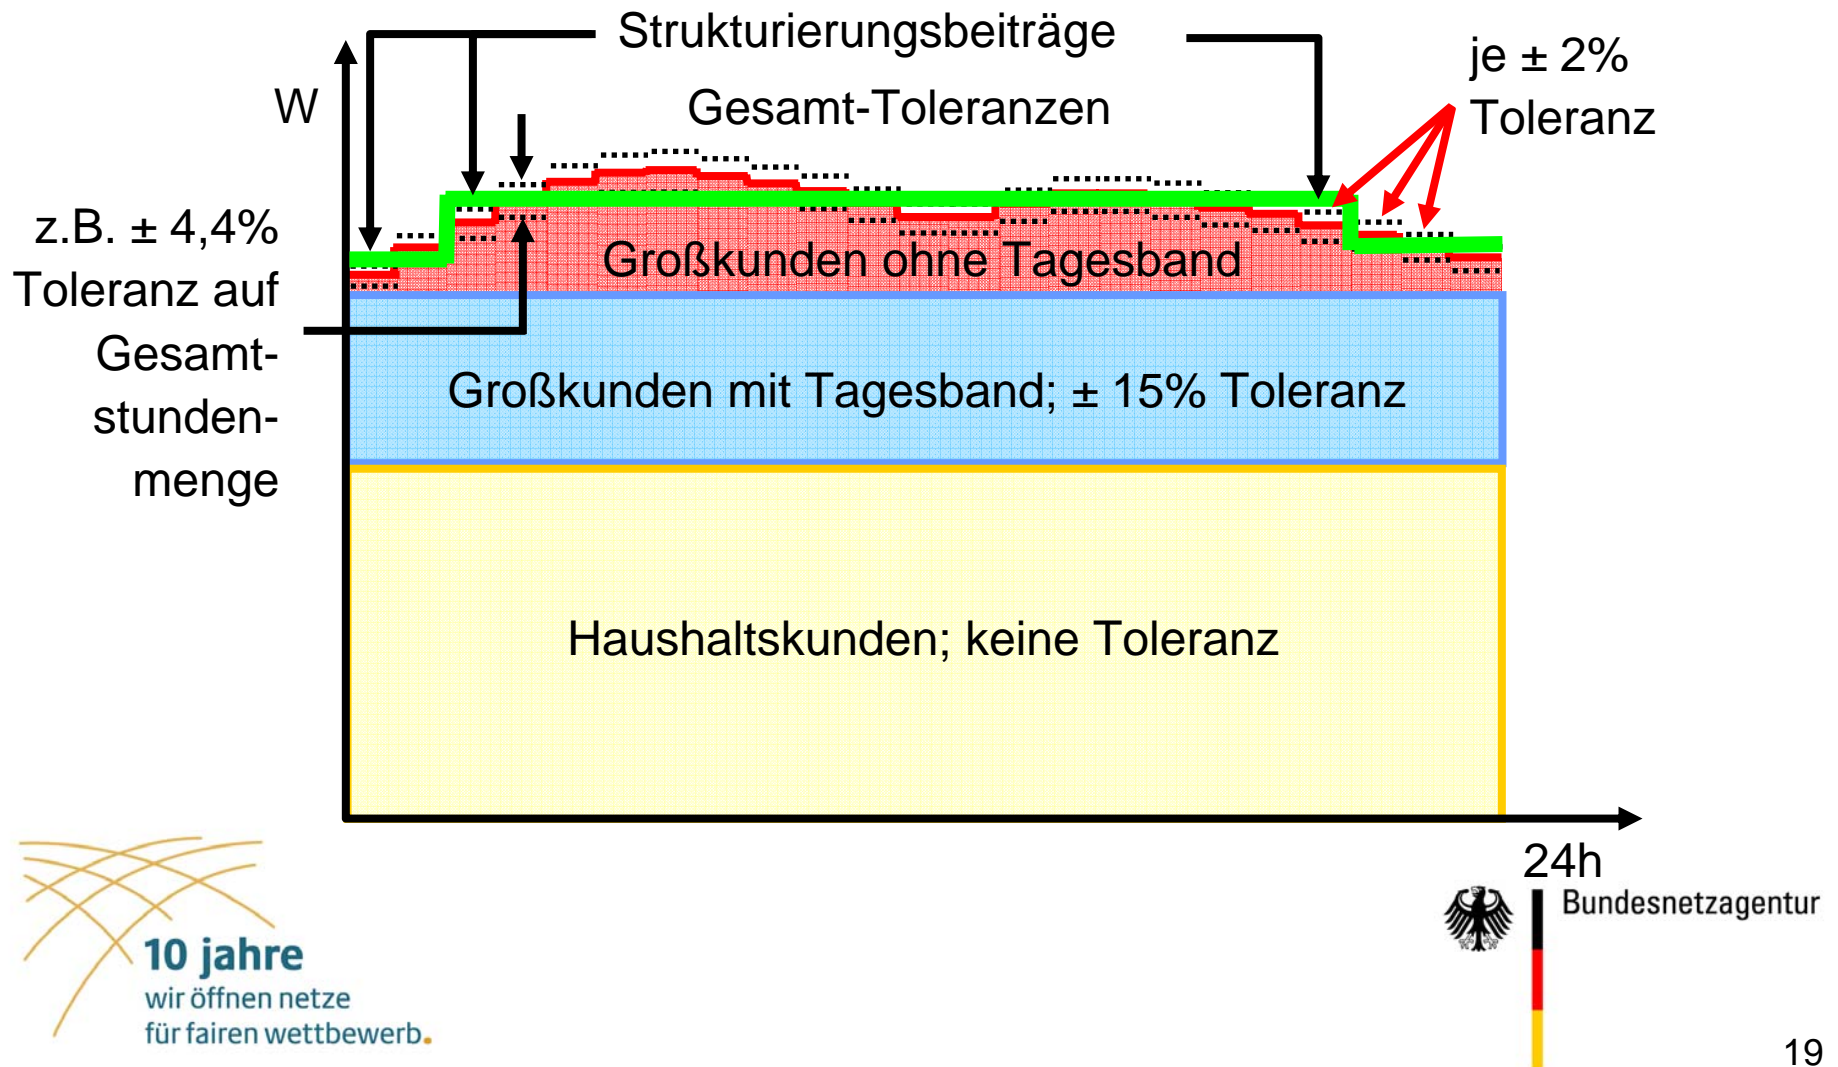 Strukturierungsbeiträge
je ± 2%
Toleranz
W
Gesamt-Toleranzen
z.B. ± 4,4%
Toleranz auf
Gesamt-
stunden-
menge
Großkunden ohne Tagesband
Großkunden mit Tagesband; ± 15% Toleranz
Haushaltskunden; keine Toleranz
24h
10 jahre
wir öffnen netze
für fairen wettbewerb.
Bundesnetzagentur
19